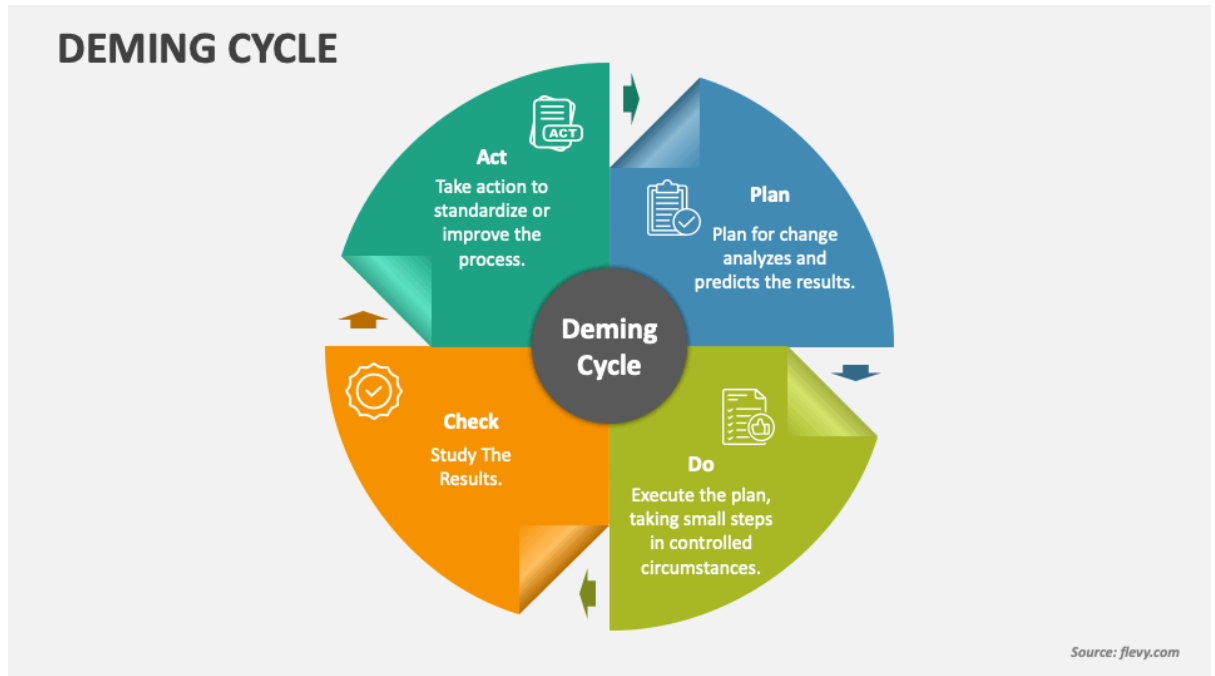 DEMING CYCLE
ACT
Act
Take action to
standardize or
improve the
process.
Plan
Plan for change
analyzes and
predicts the results.
Deming
Cycle
Check
Study The
Results.
Do
Execute the plan,
taking small steps
in controlled
circumstances.
Source: flevy.com